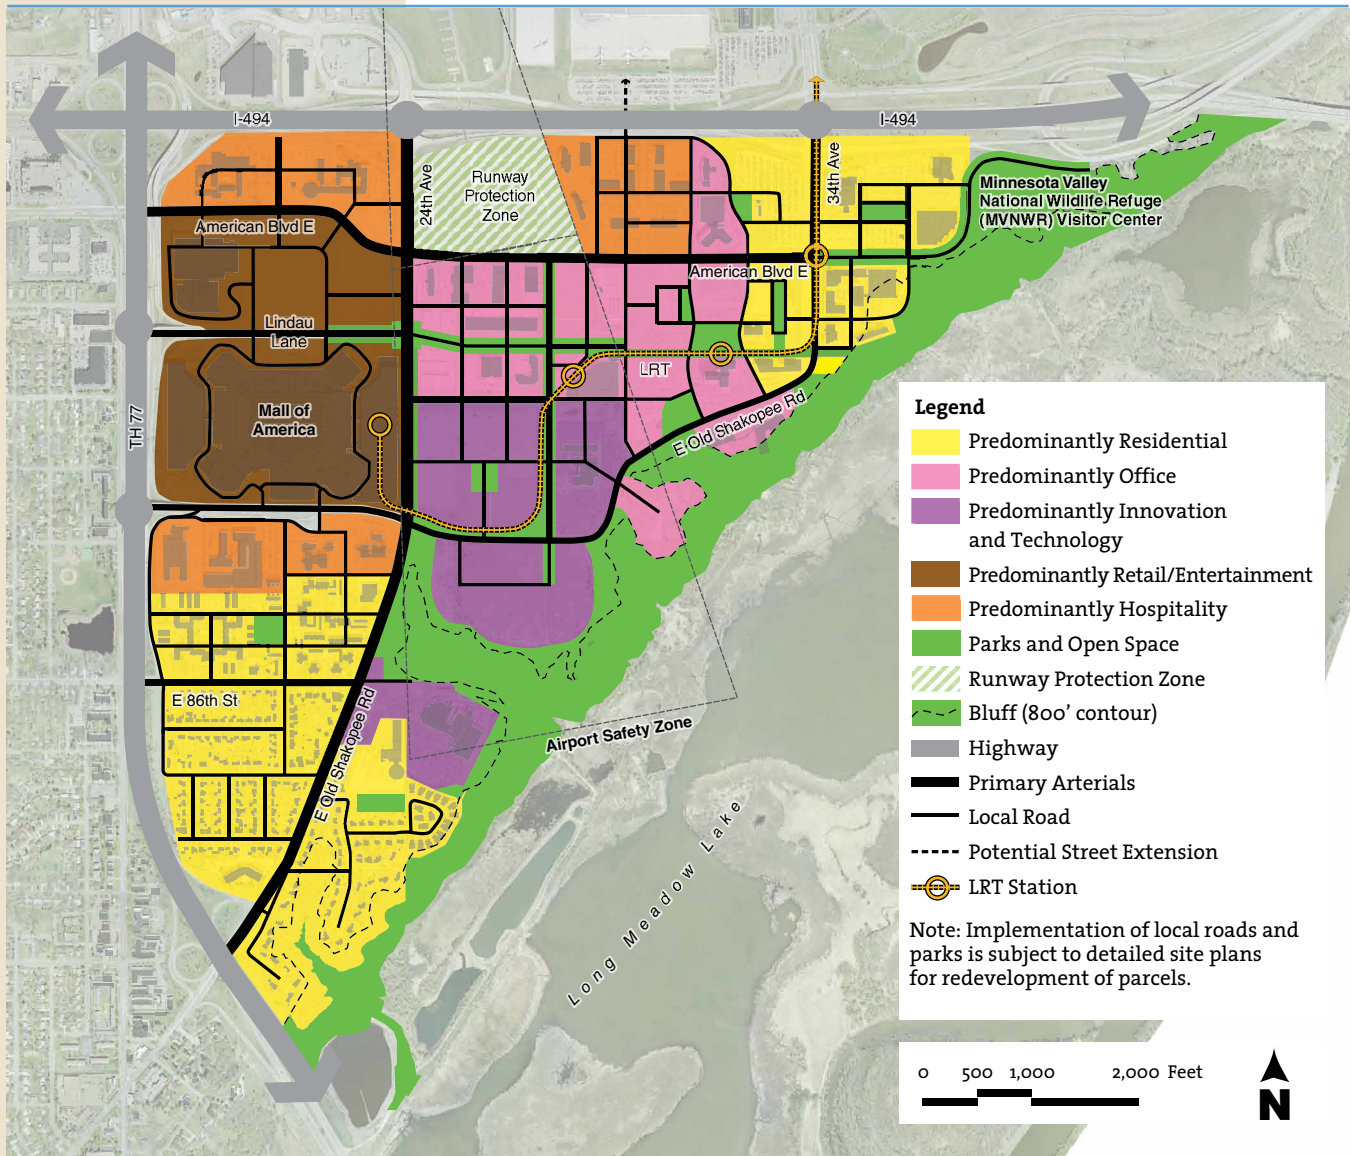 I-494
I-494
24th Ave
34th Ave
Runway
Protection
Zone
Minnesota Valley
National Wildlife Refuge
(MVNWR) Visitor Center
American Blvd E
American Blvd E
Lindau
Lane
LRT
TH 77
Mall of
America
E Old Shakopee Rd
E 86th St
E Old Shakopee Rd
Airport Safety Zone
Long Meadow Lake
Legend
Predominantly Residential
Predominantly Office
Predominantly Innovation
and Technology
Predominantly Retail/Entertainment
Predominantly Hospitality
Parks and Open Space
Runway Protection Zone
Bluff (800' contour)
Highway
Primary Arterials
Local Road
Potential Street Extension
LRT Station
Note: Implementation of local roads and
parks is subject to detailed site plans
for redevelopment of parcels.
0 500 1,000 2,000 Feet
N